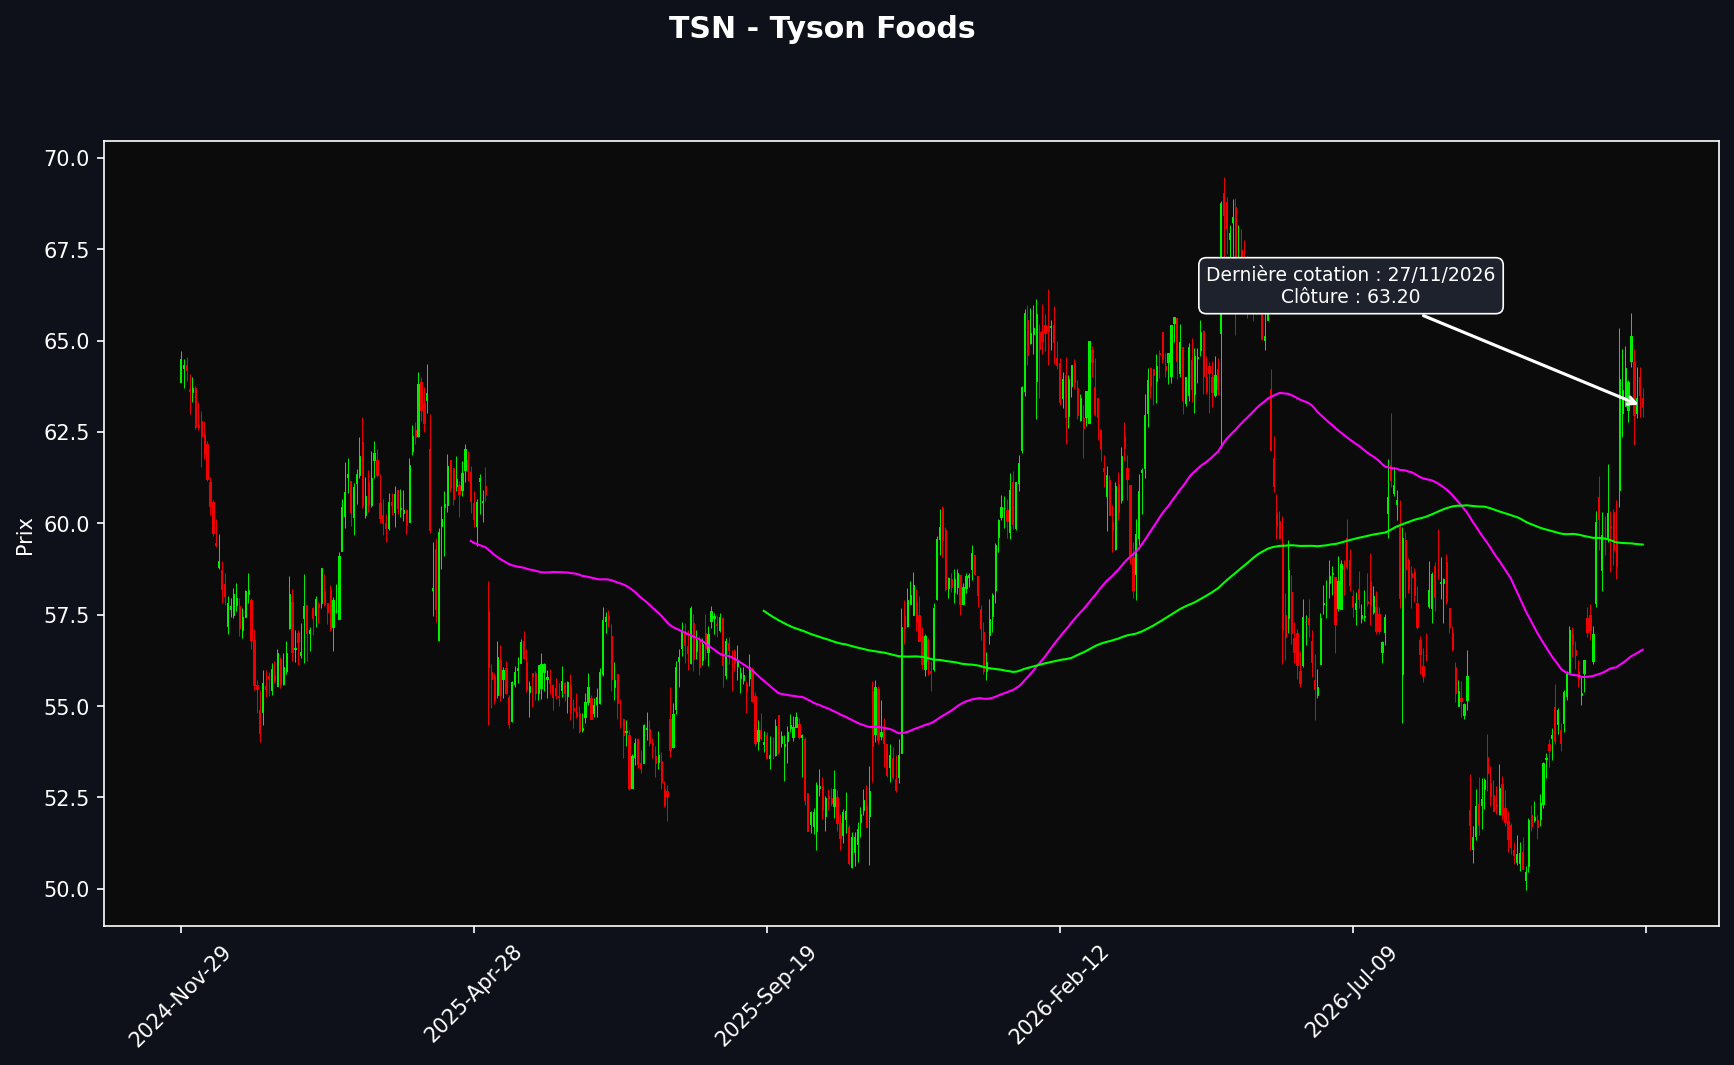 TSN - Tyson Foods
70.0
67.5
65.0
62.5
60.0
57.5
55.0
52.5
50.0
Prix
Dernière cotation : 27/11/2026
Clôture : 63.20
2024-Nov-29
2025-Apr-28
2025-Sep-19
2026-Feb-12
2026-Jul-09